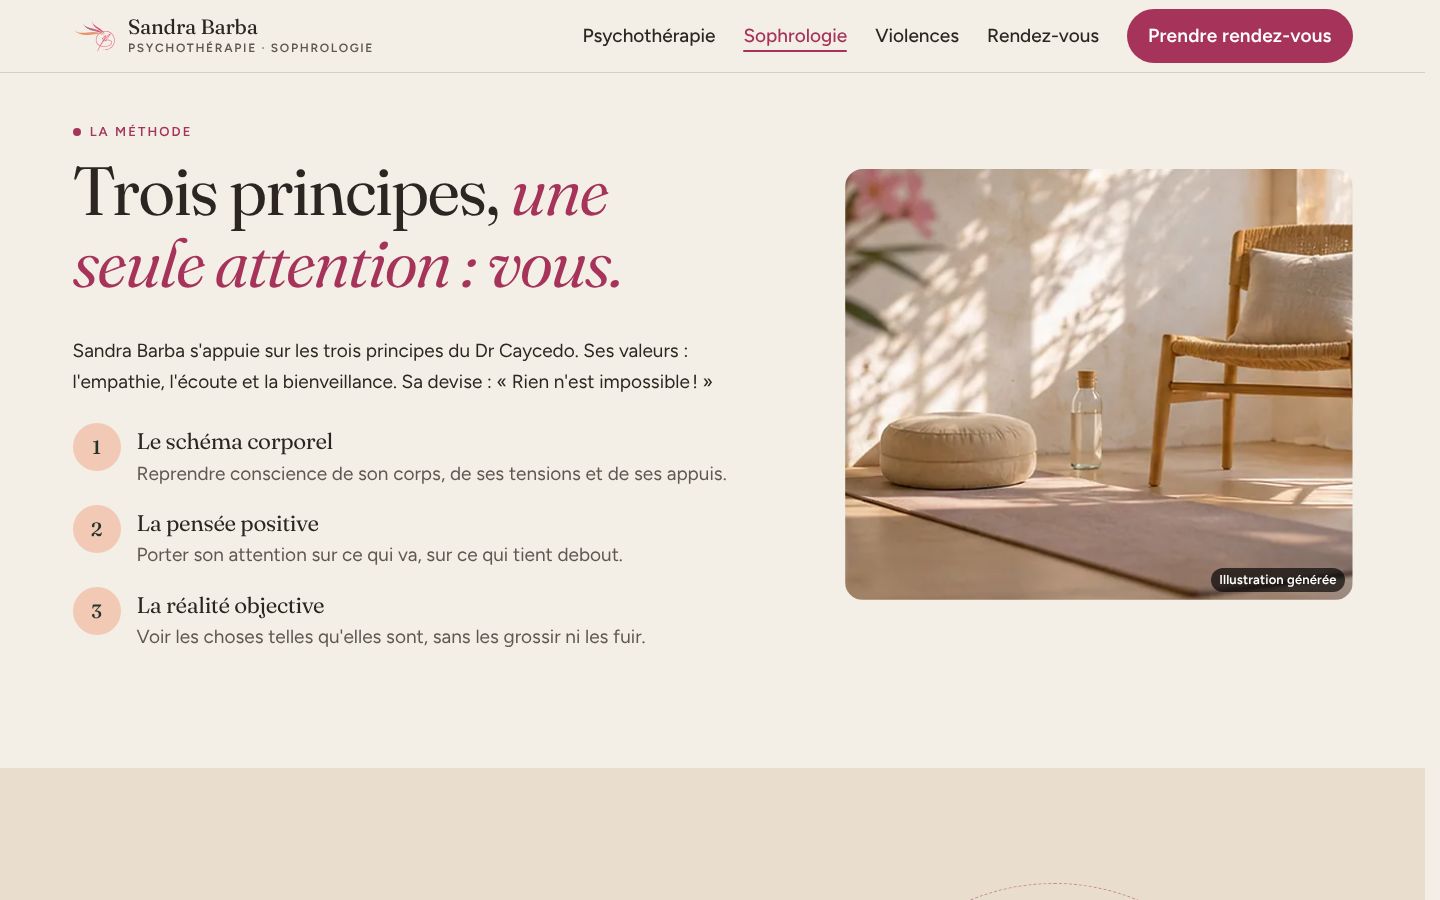 Sandra Barba
PSYCHOTHÉRAPIE · SOPHROLOGIE
Psychothérapie
Sophrologie
Violences
Rendez-vous
Prendre rendez-vous
LA MÉTHODE
Trois principes, une
seule attention : vous.
Sandra Barba s'appuie sur les trois principes du Dr Caycedo. Ses valeurs :
l'empathie, l'écoute et la bienveillance. Sa devise : « Rien n'est impossible ! »
1
Le schéma corporel
Reprendre conscience de son corps, de ses tensions et de ses appuis.
2
La pensée positive
Porter son attention sur ce qui va, sur ce qui tient debout.
3
La réalité objective
Voir les choses telles qu'elles sont, sans les grossir ni les fuir.
Illustration générée